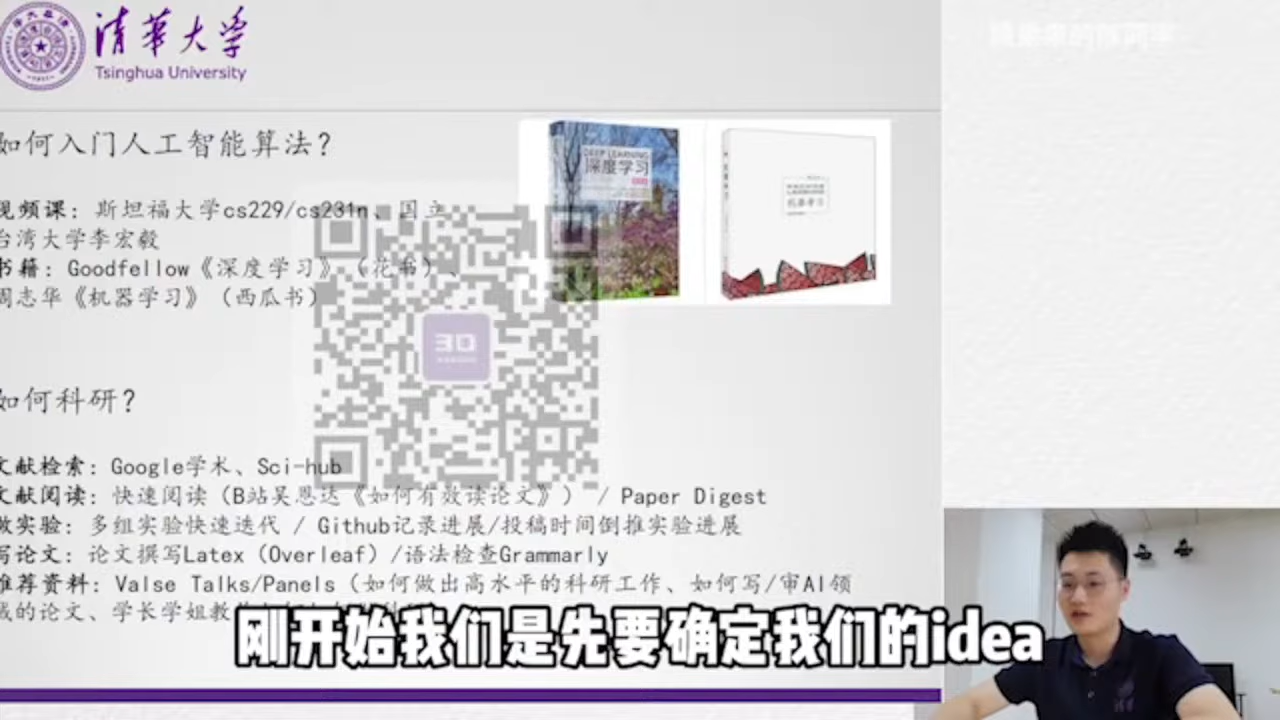 清华大学
Tsinghua University
如何入门人工智能算法?
视频课: 斯坦福大学cs229/cs231n、国立
台湾大学李宏毅
书籍: Goodfellow《深度学习》(花书)、
周志华《机器学习》(西瓜书)
DEEP LEARNING
深度学习
机器学习
3D
如何科研?
文献检索: Google学术、Sci-hub
文献阅读: 快速阅读(B站吴恩达《如何有效读论文》) / Paper Digest
做实验: 多组实验快速迭代 / Github记录进展/投稿时间倒推实验进展
写论文: 论文撰写Latex(Overleaf)/语法检查Grammarly
推荐资料: Valse Talks/Panels(如何做出高水平的科研工作、如何写/审AI领
域的论文、学长学姐教
刚开始我们是先要确定我们的idea